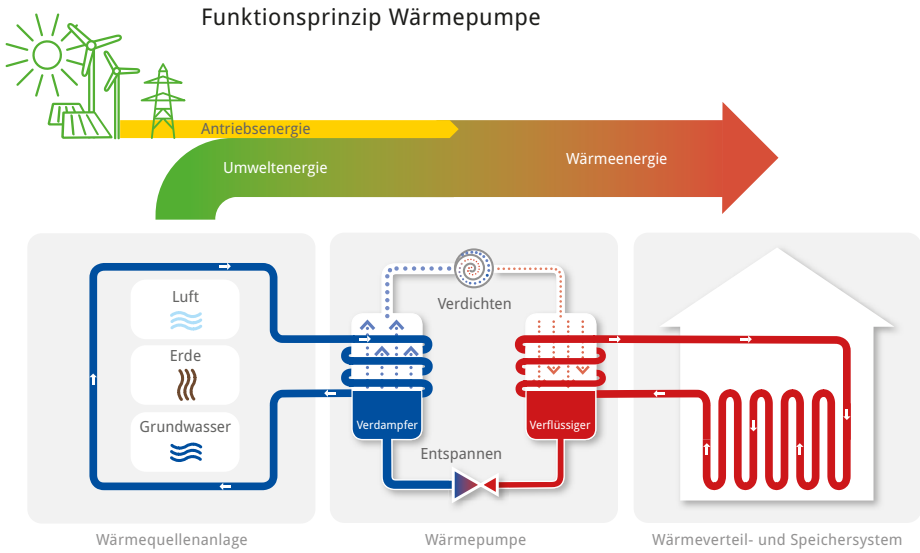 Funktionsprinzip Wärmepumpe
Antriebsenergie
Umweltenergie
Wärmeenergie
Luft
Erde
Grundwasser
Verdichten
Verdampfer
Verflüssiger
Entspannen
Wärmequellenanlage
Wärmepumpe
Wärmeverteil- und Speichersystem